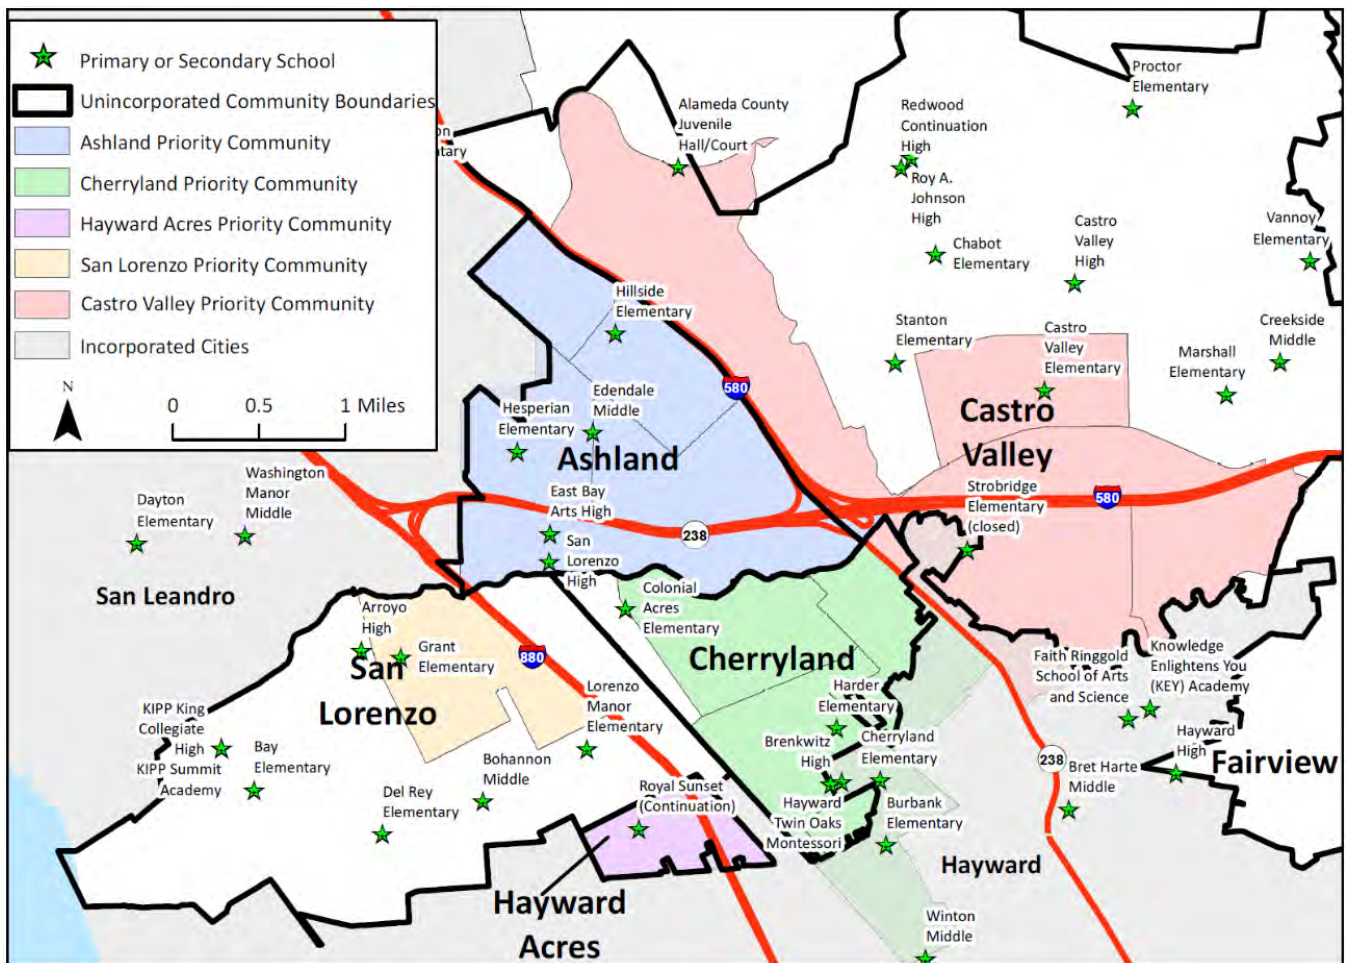 Primary or Secondary School
Unincorporated Community Boundaries
Ashland Priority Community
Cherryland Priority Community
Hayward Acres Priority Community
San Lorenzo Priority Community
Castro Valley Priority Community
Incorporated Cities
N
0 0.5 1 Miles
Alameda County
Juvenile
Hall/Court
Redwood
Continuation
High
Roy A.
Johnson
High
Proctor
Elementary
Chabot
Elementary
Castro
Valley
High
Vannoy
Elementary
Hillside
Elementary
Stanton
Elementary
Castro
Valley
Elementary
Marshall
Elementary
Creekside
Middle
580
Hesperian
Elementary
Edendale
Middle
Ashland
Castro
Valley
Washington
Manor
Middle
Dayton
Elementary
East Bay
Arts High
238
San
Lorenzo
High
Strobridge
Elementary
(closed)
580
San Leandro
Arroyo
High
Grant
Elementary
San
Lorenzo
880
Colonial
Acres
Elementary
Cherryland
Lorenzo
Manor
Elementary
Harder
Elementary
Faith Ringgold
School of Arts
and Science
Knowledge
Enlightens You
(KEY) Academy
KIPP King
Collegiate
High
KIPP Summit
Academy
Bay
Elementary
Del Rey
Elementary
Bohannon
Middle
Brenkwitz
High
Cherryland
Elementary
Royal Sunset
(Continuation)
Hayward
Twin Oaks
Montessori
Burbank
Elementary
238
Bret Harte
Middle
Hayward
High
Fairview
Hayward
Hayward
Acres
Winton
Middle